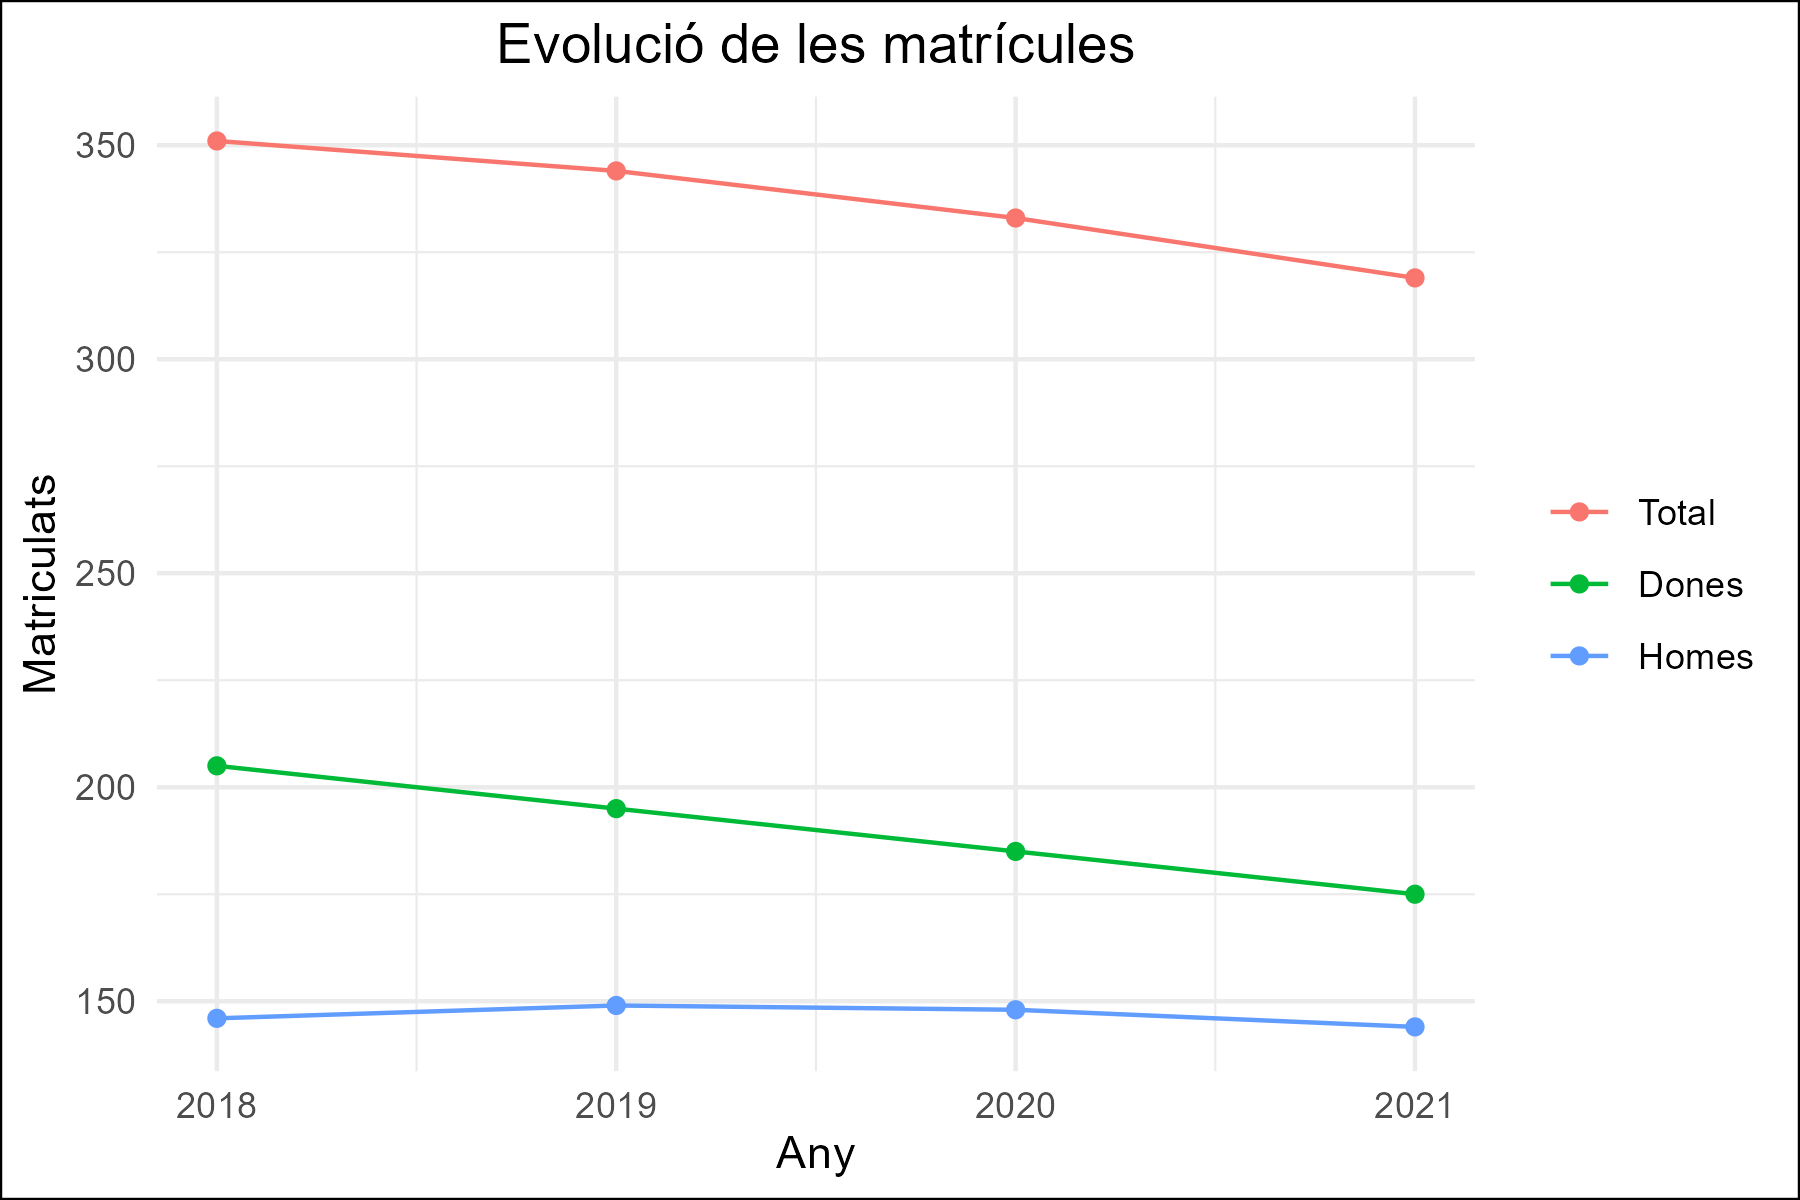 Evolució de les matrícules
350
300
250
200
150
Matriculats
2018
2019
2020
2021
Any
Total
Dones
Homes